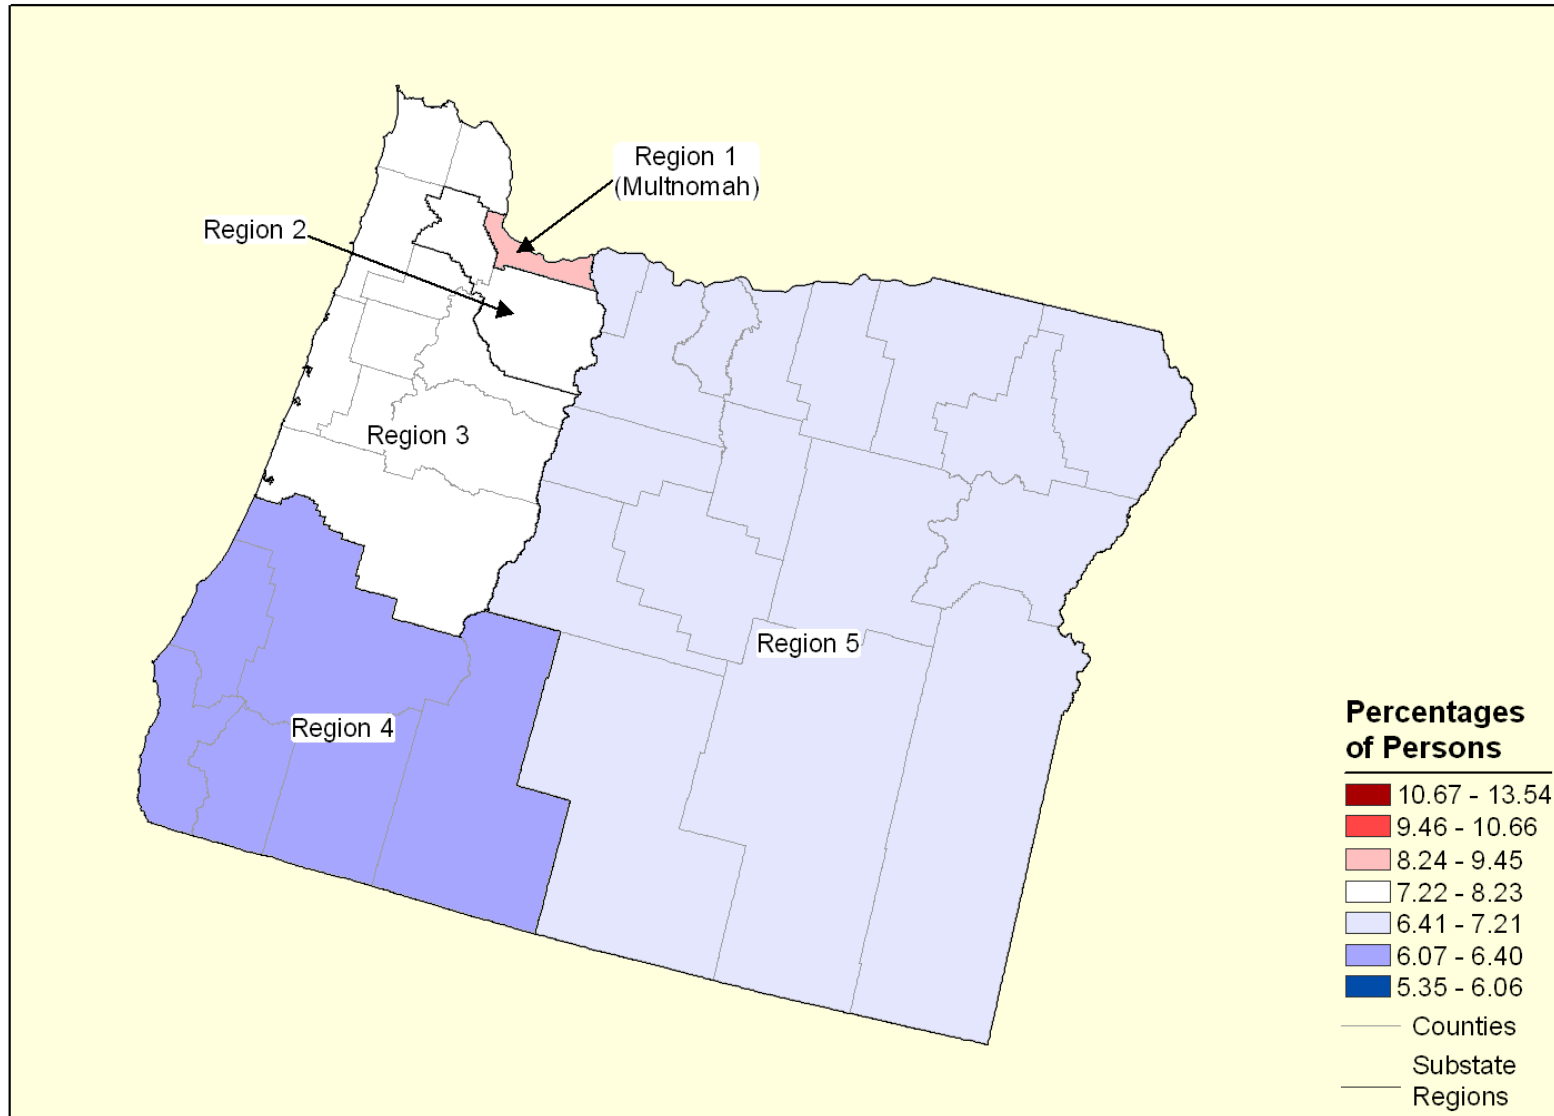 Region 1
(Multnomah)
Region 2
Region 3
Region 5
Region 4
Percentages
of Persons
10.67 - 13.54
9.46 - 10.66
8.24 - 9.45
7.22 - 8.23
6.41 - 7.21
6.07 - 6.40
5.35 - 6.06
Counties
Substate
Regions